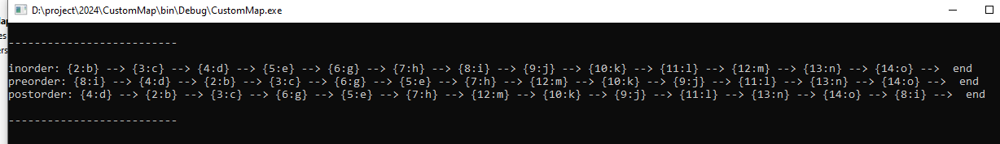 D:\project\2024\CustomMap\bin\Debug\CustomMap.exe
--------------------------
inorder: {2:b} --> {3:c} --> {4:d} --> {5:e} --> {6:g} --> {7:h} --> {8:i} --> {9:j} --> {10:k} --> {11:l} --> {12:m} --> {13:n} --> {14:o} -->  end
preorder: {8:i} --> {4:d} --> {2:b} --> {3:c} --> {6:g} --> {5:e} --> {7:h} --> {12:m} --> {10:k} --> {9:j} --> {11:l} --> {13:n} --> {14:o} -->  end
postorder: {4:d} --> {2:b} --> {3:c} --> {6:g} --> {5:e} --> {7:h} --> {12:m} --> {10:k} --> {9:j} --> {11:l} --> {13:n} --> {14:o} --> {8:i} -->  end
--------------------------